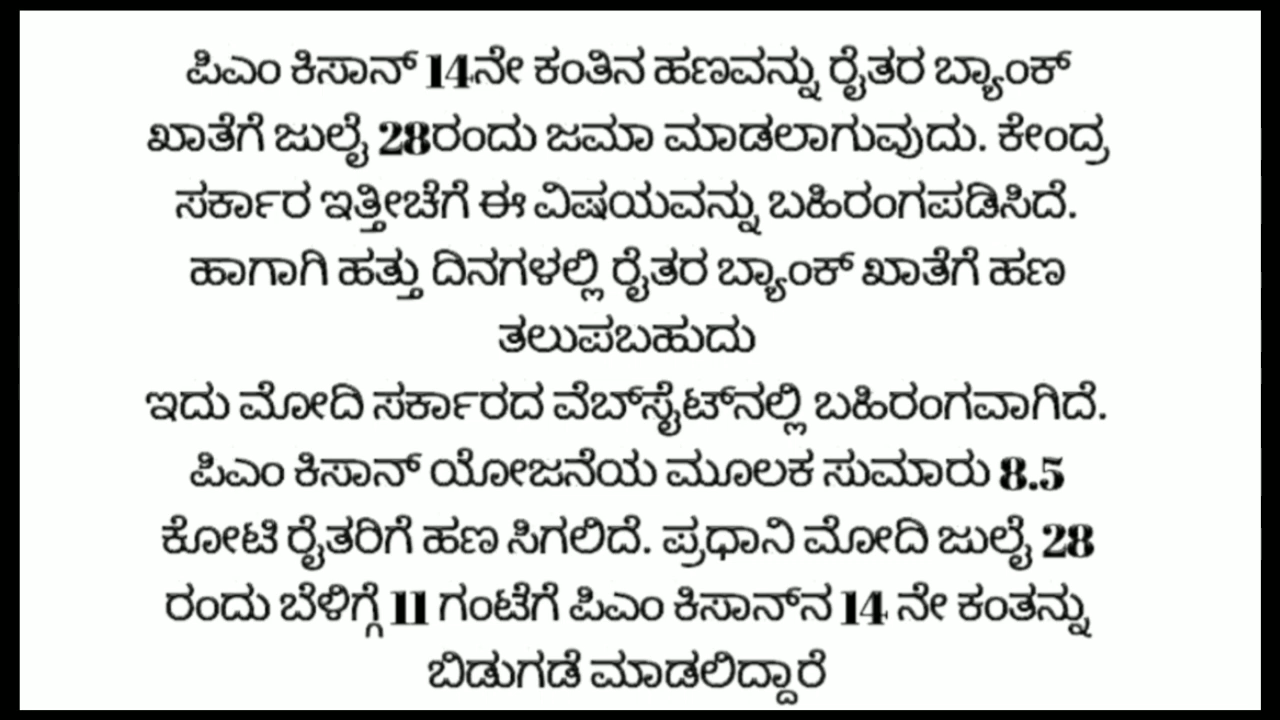 ಪಿಎಂ ಕಿಸಾನ್ 14ನೇ ಕಂತಿನ ಹಣವನ್ನು ರೈತರ ಬ್ಯಾಂಕ್
ಖಾತೆಗೆ ಜುಲೈ 28ರಂದು ಜಮಾ ಮಾಡಲಾಗುವುದು. ಕೇಂದ್ರ
ಸರ್ಕಾರ ಇತ್ತೀಚೆಗೆ ಈ ವಿಷಯವನ್ನು ಬಹಿರಂಗಪಡಿಸಿದೆ.
ಹಾಗಾಗಿ ಹತ್ತು ದಿನಗಳಲ್ಲಿ ರೈತರ ಬ್ಯಾಂಕ್ ಖಾತೆಗೆ ಹಣ
ತಲುಪಬಹುದು
ಇದು ಮೋದಿ ಸರ್ಕಾರದ ವೆಬ್‌ಸೈಟ್‌ನಲ್ಲಿ ಬಹಿರಂಗವಾಗಿದೆ.
ಪಿಎಂ ಕಿಸಾನ್ ಯೋಜನೆಯ ಮೂಲಕ ಸುಮಾರು 8.5
ಕೋಟಿ ರೈತರಿಗೆ ಹಣ ಸಿಗಲಿದೆ. ಪ್ರಧಾನಿ ಮೋದಿ ಜುಲೈ 28
ರಂದು ಬೆಳಿಗ್ಗೆ 11 ಗಂಟೆಗೆ ಪಿಎಂ ಕಿಸಾನ್‌ನ 14 ನೇ ಕಂತನ್ನು
ಬಿಡುಗಡೆ ಮಾಡಲಿದ್ದಾರೆ